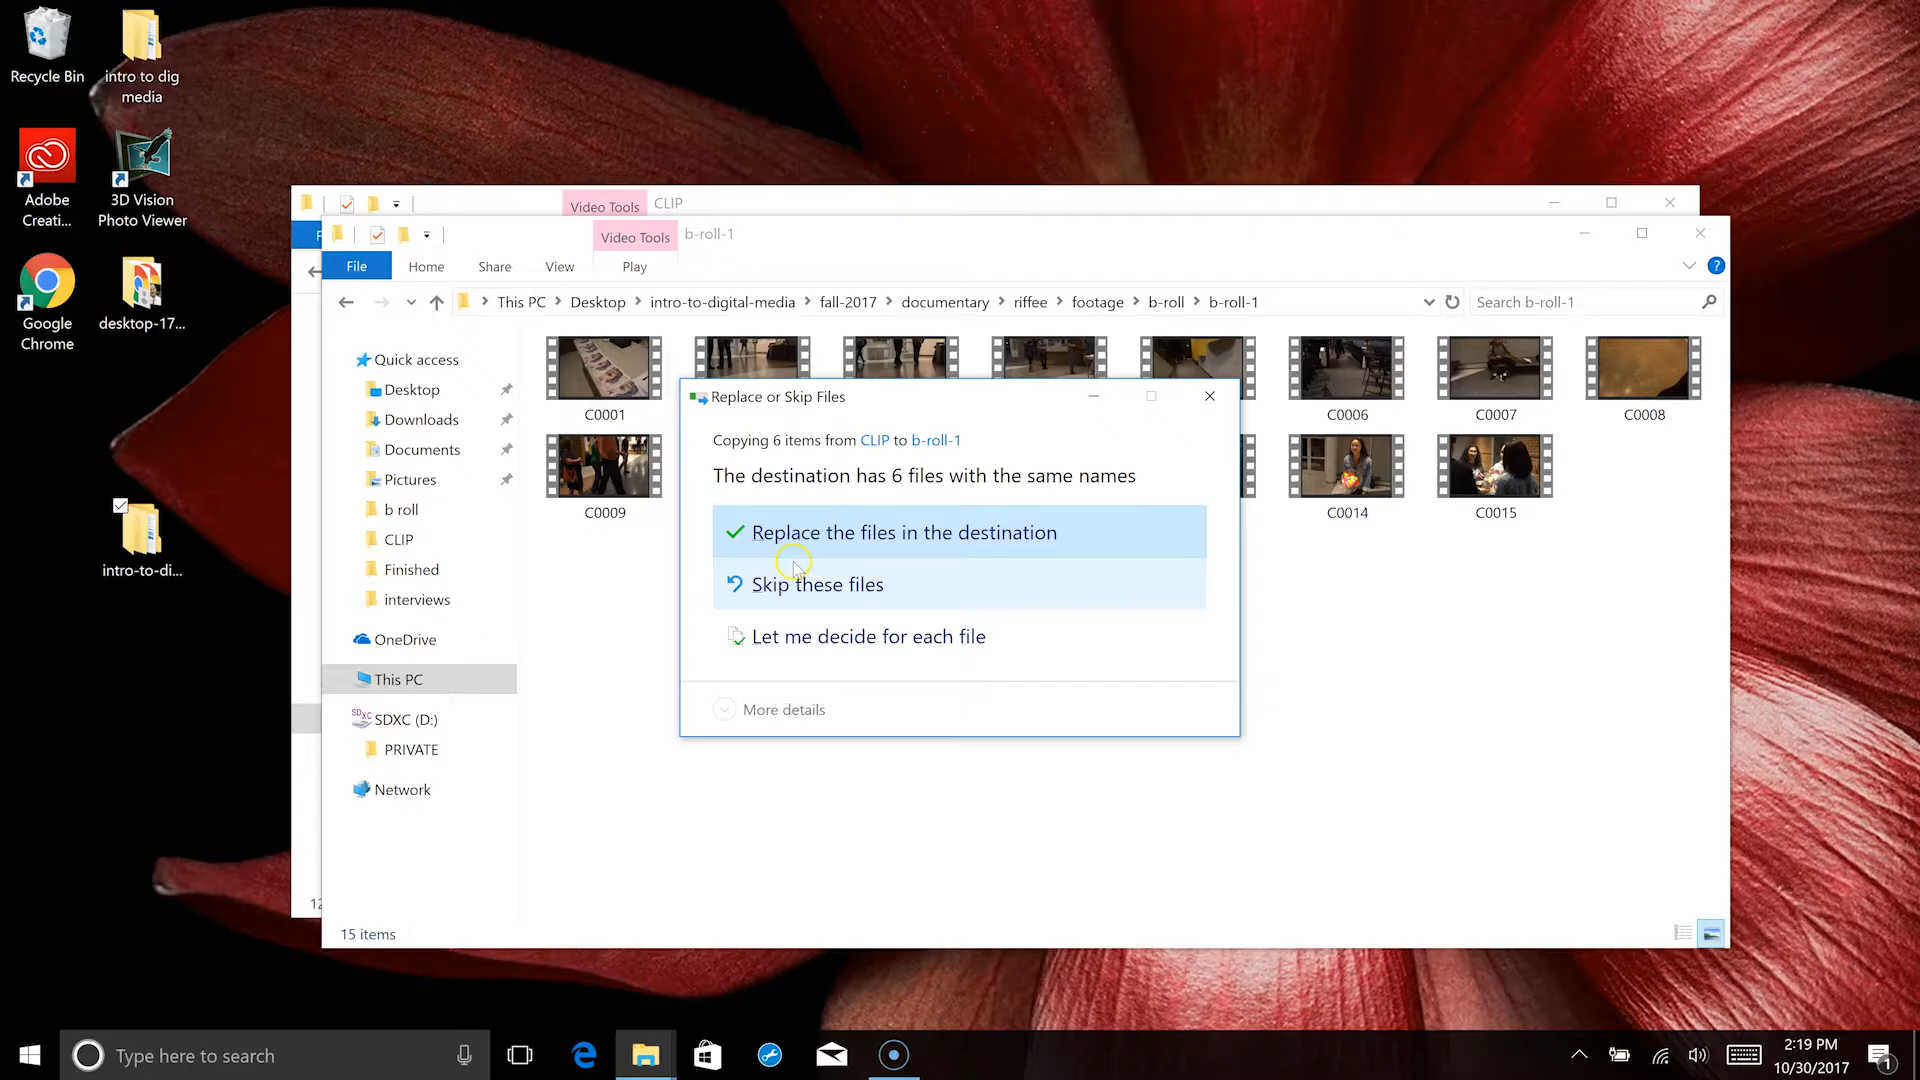 Recycle Bin
intro to dig
media
Adobe
Creati...
3D Vision
Photo Viewer
Google
Chrome
desktop-17...
intro-to-di...
Video Tools
CLIP
Video Tools
b-roll-1
File
Home
Share
View
Play
This PC
Desktop
intro-to-digital-media
fall-2017
documentary
riffee
footage
b-roll
b-roll-1
Search b-roll-1
Quick access
Desktop
Downloads
Documents
Pictures
b roll
CLIP
Finished
interviews
OneDrive
This PC
SDXC (D:)
PRIVATE
Network
C0001
C0006
C0007
C0008
C0009
C0014
C0015
Replace or Skip Files
Copying 6 items from CLIP to b-roll-1
The destination has 6 files with the same names
Replace the files in the destination
Skip these files
Let me decide for each file
More details
15 items
Type here to search
2:19 PM
10/30/2017
1